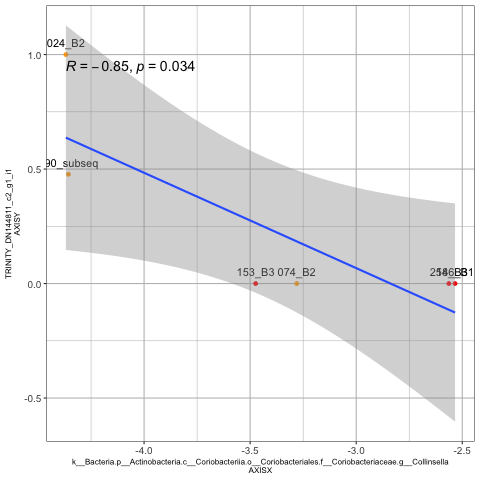 024_B2
R = −0.85, p = 0.034
90_subseq
153_B3 074_B2
1.0
0.5
0.0
-0.5
-4.0 -3.5 -3.0 -2.5
TRINITY_DN144811_c2_g1_i1
AXISY
k__Bacteria.p__Actinobacteria.c__Coriobacteriia.o__Coriobacteriales.f__Coriobacteriaceae.g__Collinsella
AXISX